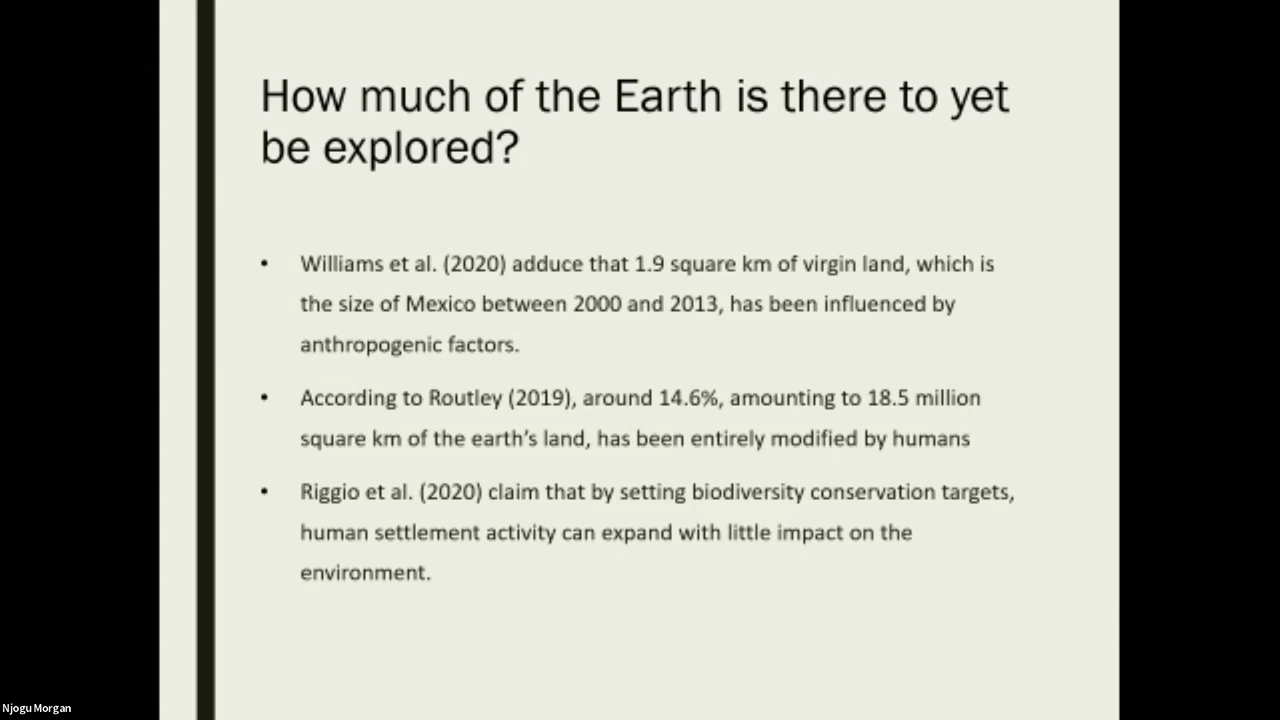 How much of the Earth is there to yet
be explored?
• Williams et al. (2020) adduce that 1.9 square km of virgin land, which is
the size of Mexico between 2000 and 2013, has been influenced by
anthropogenic factors.
• According to Routley (2019), around 14.6%, amounting to 18.5 million
square km of the earth’s land, has been entirely modified by humans
• Riggio et al. (2020) claim that by setting biodiversity conservation targets,
human settlement activity can expand with little impact on the
environment.
Njogu Morgan